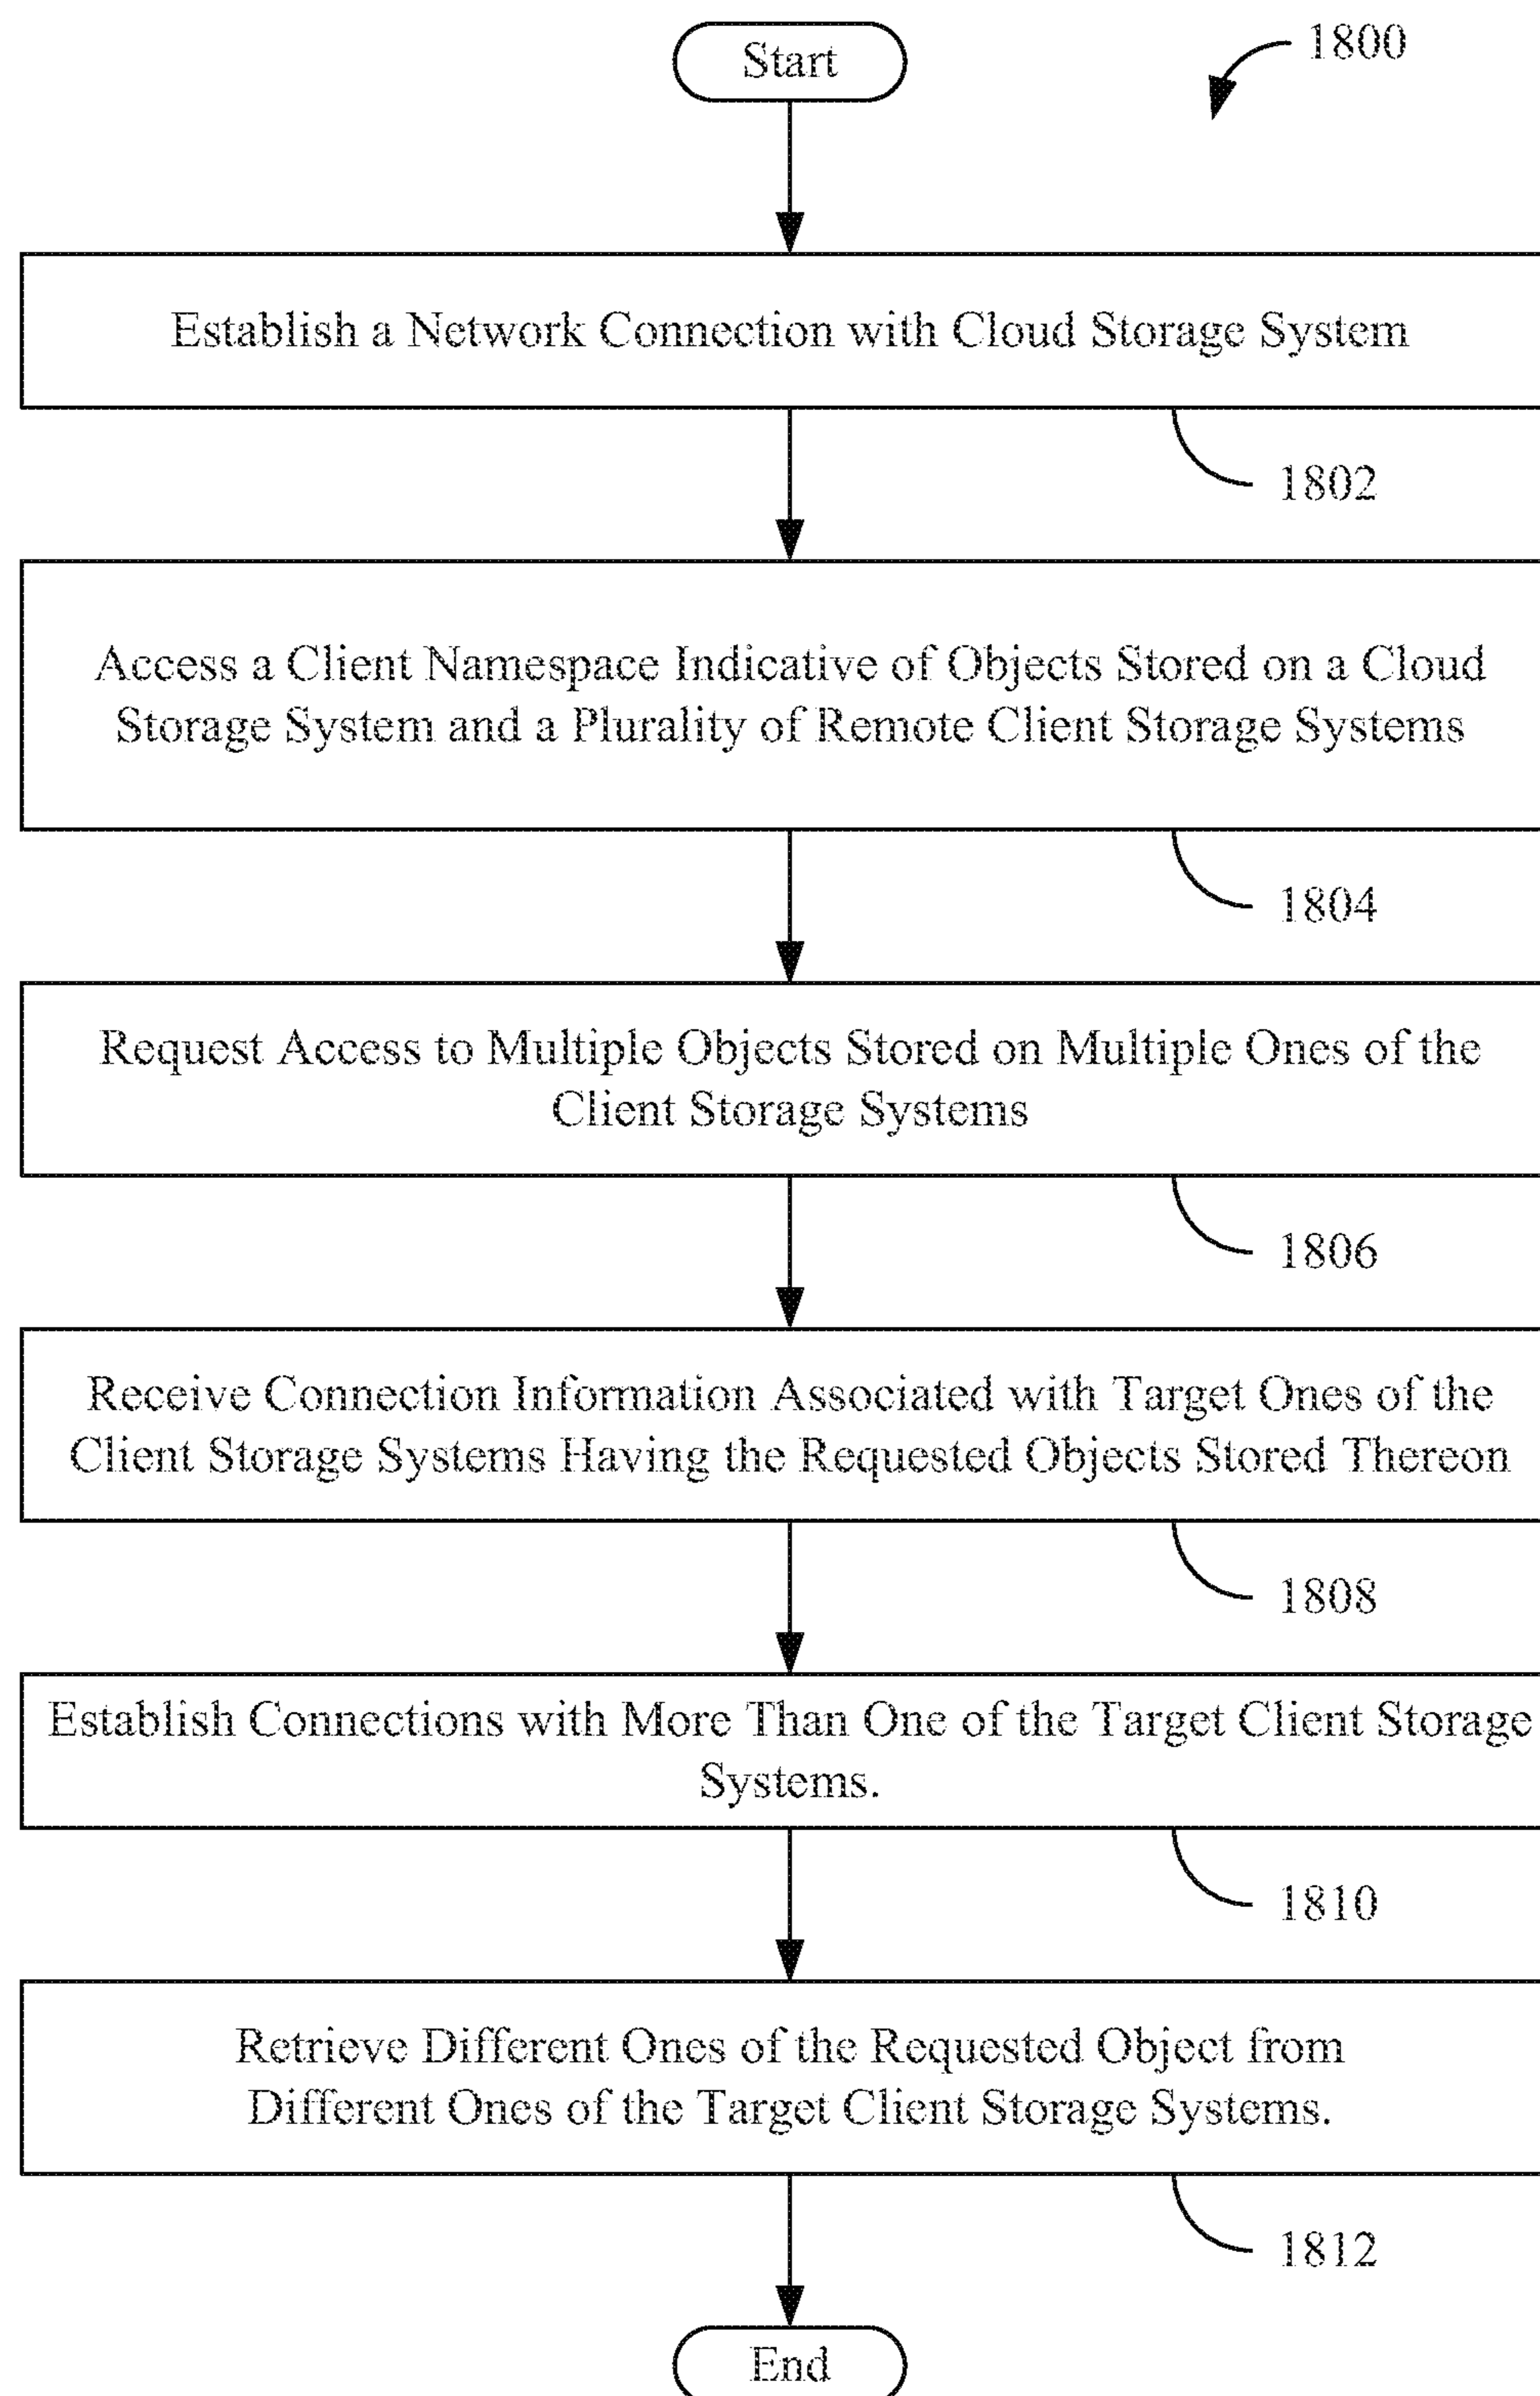 Start
1800
Establish a Network Connection with Cloud Storage System
1802
Access a Client Namespace Indicative of Objects Stored on a Cloud
Storage System and a Plurality of Remote Client Storage Systems
1804
Request Access to Multiple Objects Stored on Multiple Ones of the
Client Storage Systems
1806
Receive Connection Information Associated with Target Ones of the
Client Storage Systems Having the Requested Objects Stored Thereon
1808
Establish Connections with More Than One of the Target Client Storage
Systems.
1810
Retrieve Different Ones of the Requested Object from
Different Ones of the Target Client Storage Systems.
1812
End